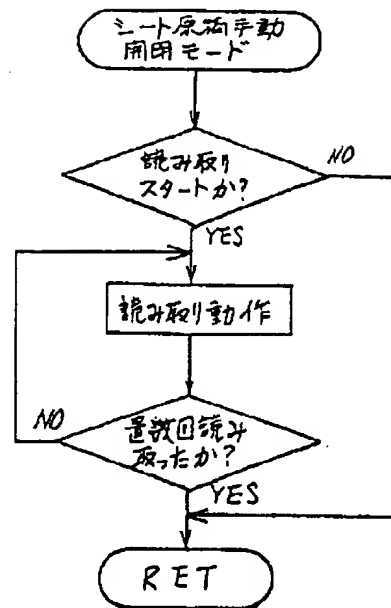 シート原稿手動
開閉モード
読み取り
スタートか?
NO
YES
読み取り動作
NO
置数回読み
取ったか?
YES
RET